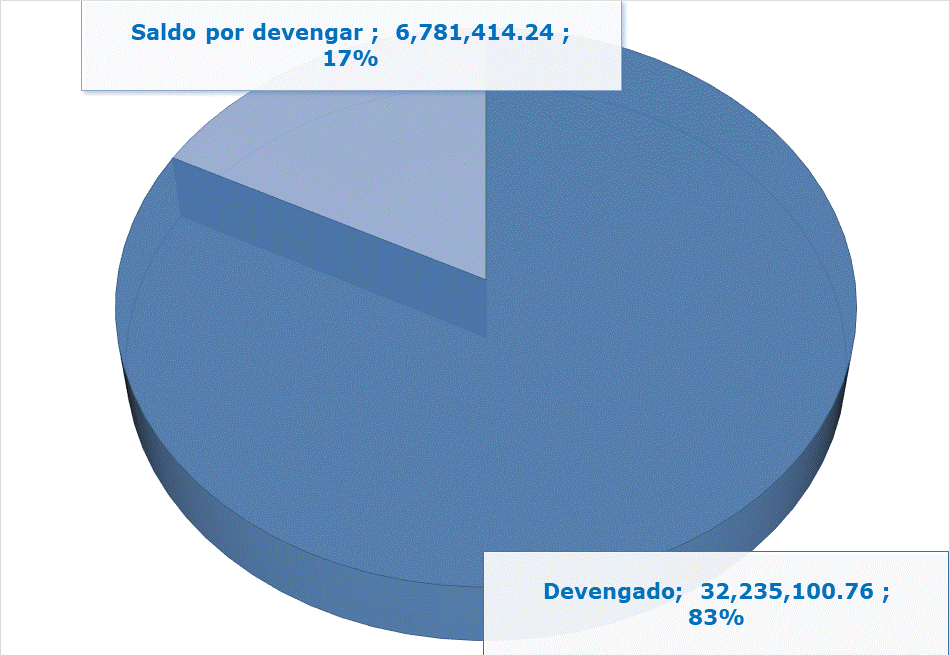 Saldo por devengar ; 6,781,414.24 ;
17%
Devengado; 32,235,100.76 ;
83%